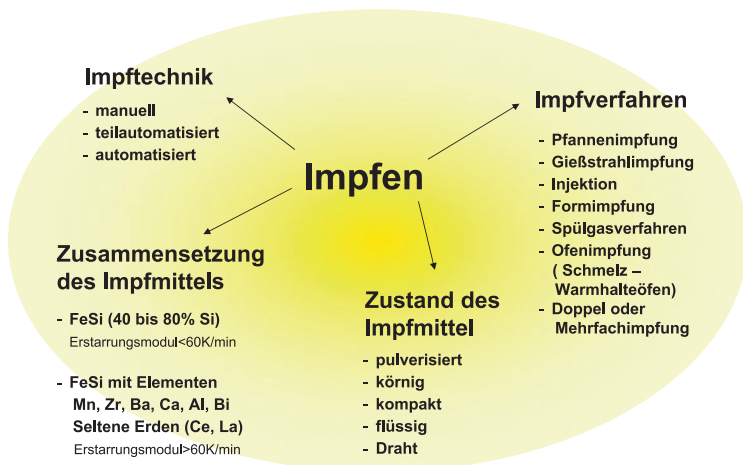 Impftechnik
- manuell
- teilautomatisiert
- automatisiert
Impfverfahren
- Pfannenimpfung
- Gießstrahlimpfung
- Injektion
- Formimpfung
- Spülgasverfahren
- Ofenimpfung
( Schmelz –
Warmhalteöfen)
- Doppel oder
Mehrfachimpfung
Impfen
Zusammensetzung
des Impfmittels
- FeSi (40 bis 80% Si)
Erstarrungsmodul<60K/min
- FeSi mit Elementen
Mn, Zr, Ba, Ca, Al, Bi
Seltene Erden (Ce, La)
Erstarrungsmodul>60K/min
Zustand des
Impfmittel
- pulverisiert
- körnig
- kompakt
- flüssig
- Draht